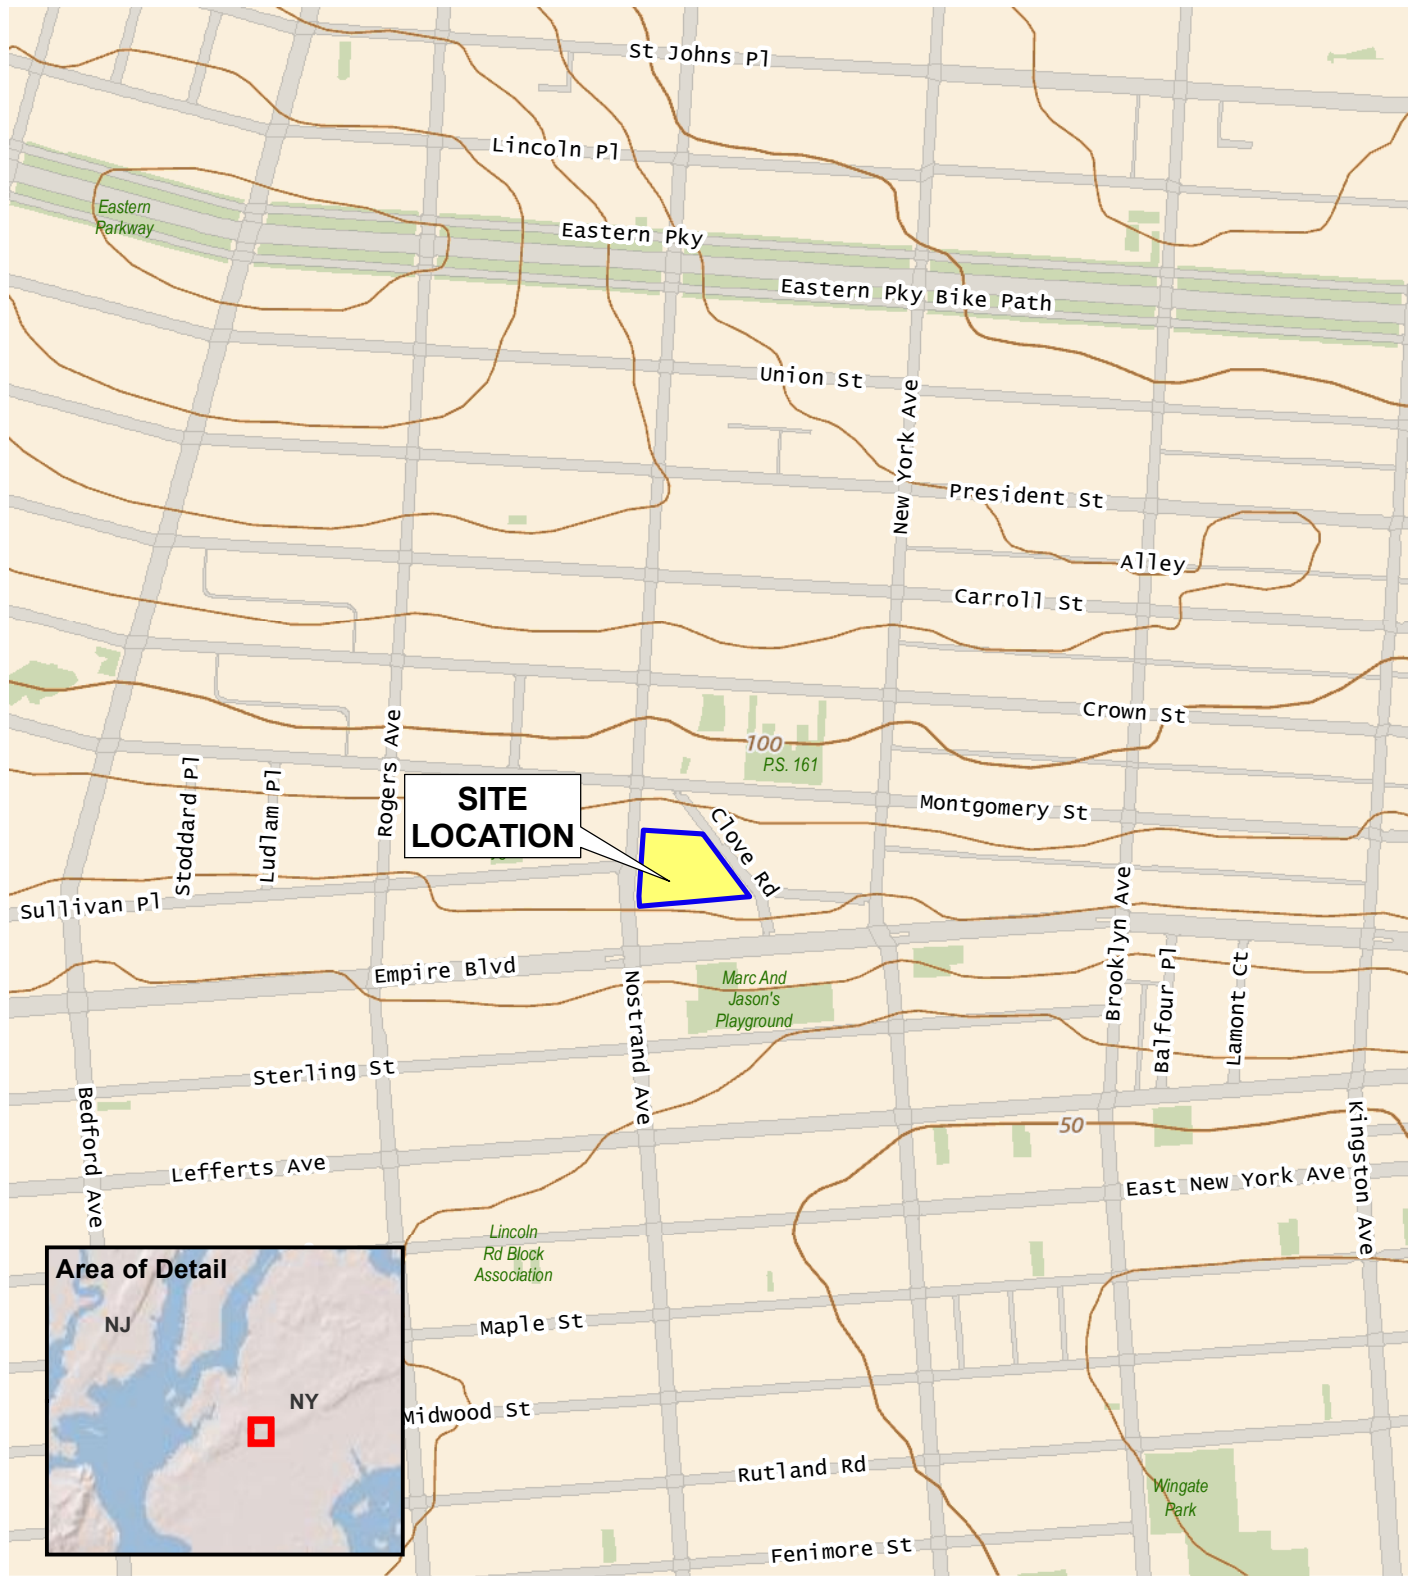 St Johns Pl
Lincoln Pl
Eastern
Parkway
Eastern Pky
Eastern Pky Bike Path
Union St
New York Ave
President St
Alley
Carroll St
Crown St
100
P.S. 161
Rogers Ave
Stoddard Pl
Ludlam Pl
SITE
LOCATION
Montgomery St
Clove Rd
Sullivan Pl
Brooklyn Ave
Empire Blvd
Marc And
Jason's
Playground
Nostrand Ave
Balfour Pl
Lamont Ct
Sterling St
Bedford Ave
50
Kingston Ave
Lefferts Ave
East New York Ave
Lincoln
Rd Block
Association
Area of Detail
NJ
NY
Maple St
Midwood St
Rutland Rd
Wingate
Park
Fenimore St